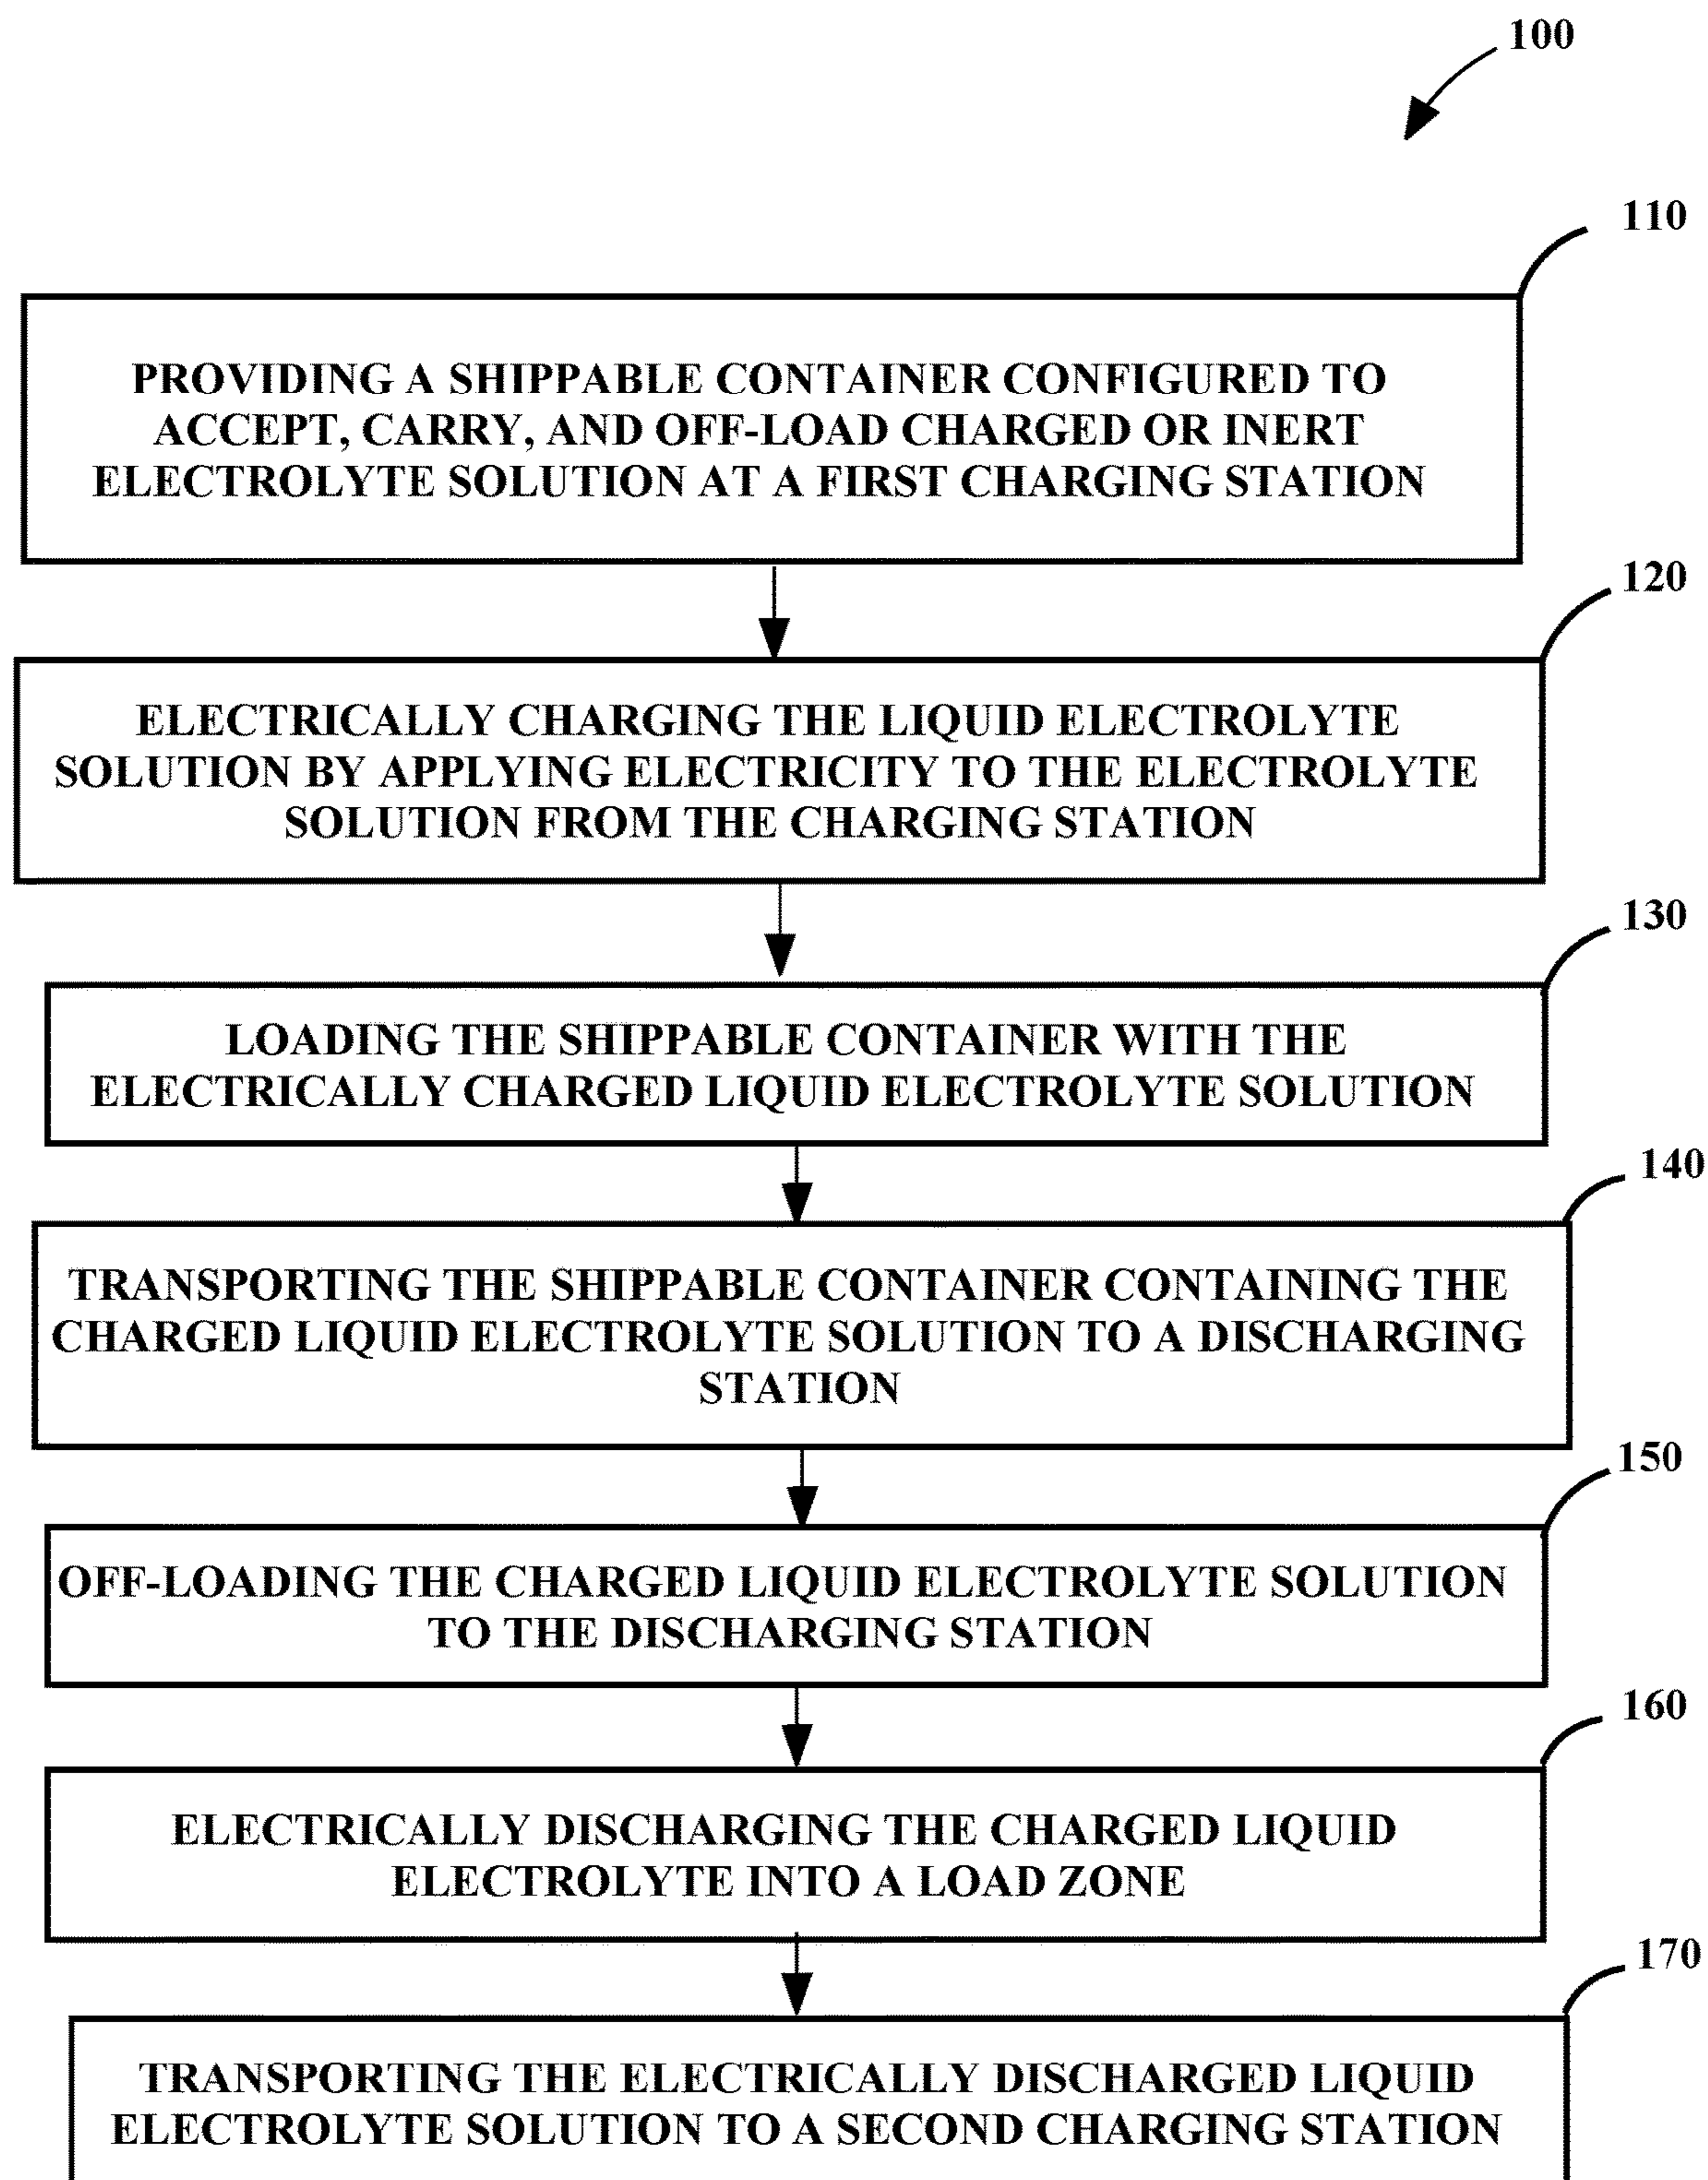 100
110
PROVIDING A SHIPPABLE CONTAINER CONFIGURED TO
ACCEPT, CARRY, AND OFF-LOAD CHARGED OR INERT
ELECTROLYTE SOLUTION AT A FIRST CHARGING STATION
120
ELECTRICALLY CHARGING THE LIQUID ELECTROLYTE
SOLUTION BY APPLYING ELECTRICITY TO THE ELECTROLYTE
SOLUTION FROM THE CHARGING STATION
130
LOADING THE SHIPPABLE CONTAINER WITH THE
ELECTRICALLY CHARGED LIQUID ELECTROLYTE SOLUTION
140
TRANSPORTING THE SHIPPABLE CONTAINER CONTAINING THE
CHARGED LIQUID ELECTROLYTE SOLUTION TO A DISCHARGING
STATION
150
OFF-LOADING THE CHARGED LIQUID ELECTROLYTE SOLUTION
TO THE DISCHARGING STATION
160
ELECTRICALLY DISCHARGING THE CHARGED LIQUID
ELECTROLYTE INTO A LOAD ZONE
170
TRANSPORTING THE ELECTRICALLY DISCHARGED LIQUID
ELECTROLYTE SOLUTION TO A SECOND CHARGING STATION